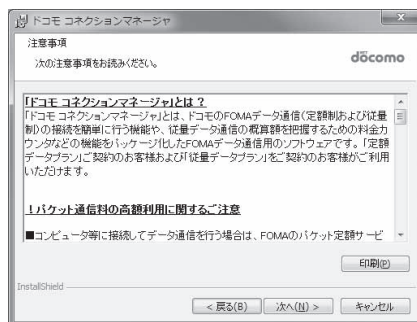 ドコモ コネクションマネージャ
注意事項
次の注意事項をお読みください。
döcomo
「ドコモ コネクションマネージャ」とは ?
「ドコモ コネクションマネージャ」とは、ドコモのFOMAデータ通信（定額制および従量
制）の接続を簡単に行う機能や、従量データ通信の概算額を把握するための料金カ
ウンタなどの機能をパッケージ化したFOMAデータ通信用のソフトウェアです。「定額
データプラン」ご契約のお客様および「従量データプラン」をご契約のお客様がご利用
いただけます。
！パケット通信料の高額利用に関するご注意
■コンピュータ等に接続してデータ通信を行う場合は、FOMAのパケット定額サービ
印刷(P)
InstallShield
< 戻る(B)
次へ(N) >
キャンセル